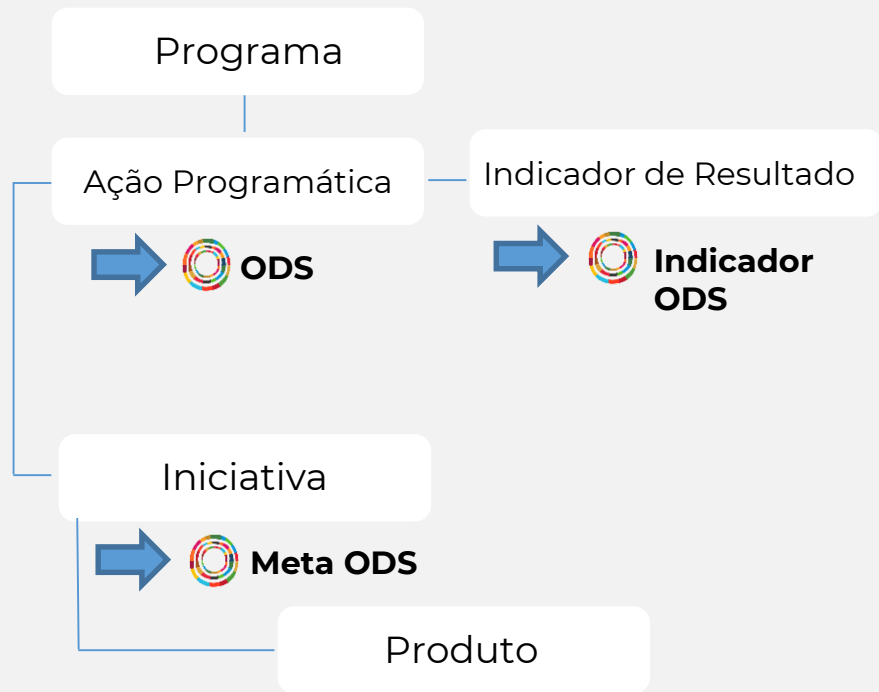 Programa
Ação Programática
Indicador de Resultado
ODS
Indicador
ODS
Iniciativa
Meta ODS
Produto